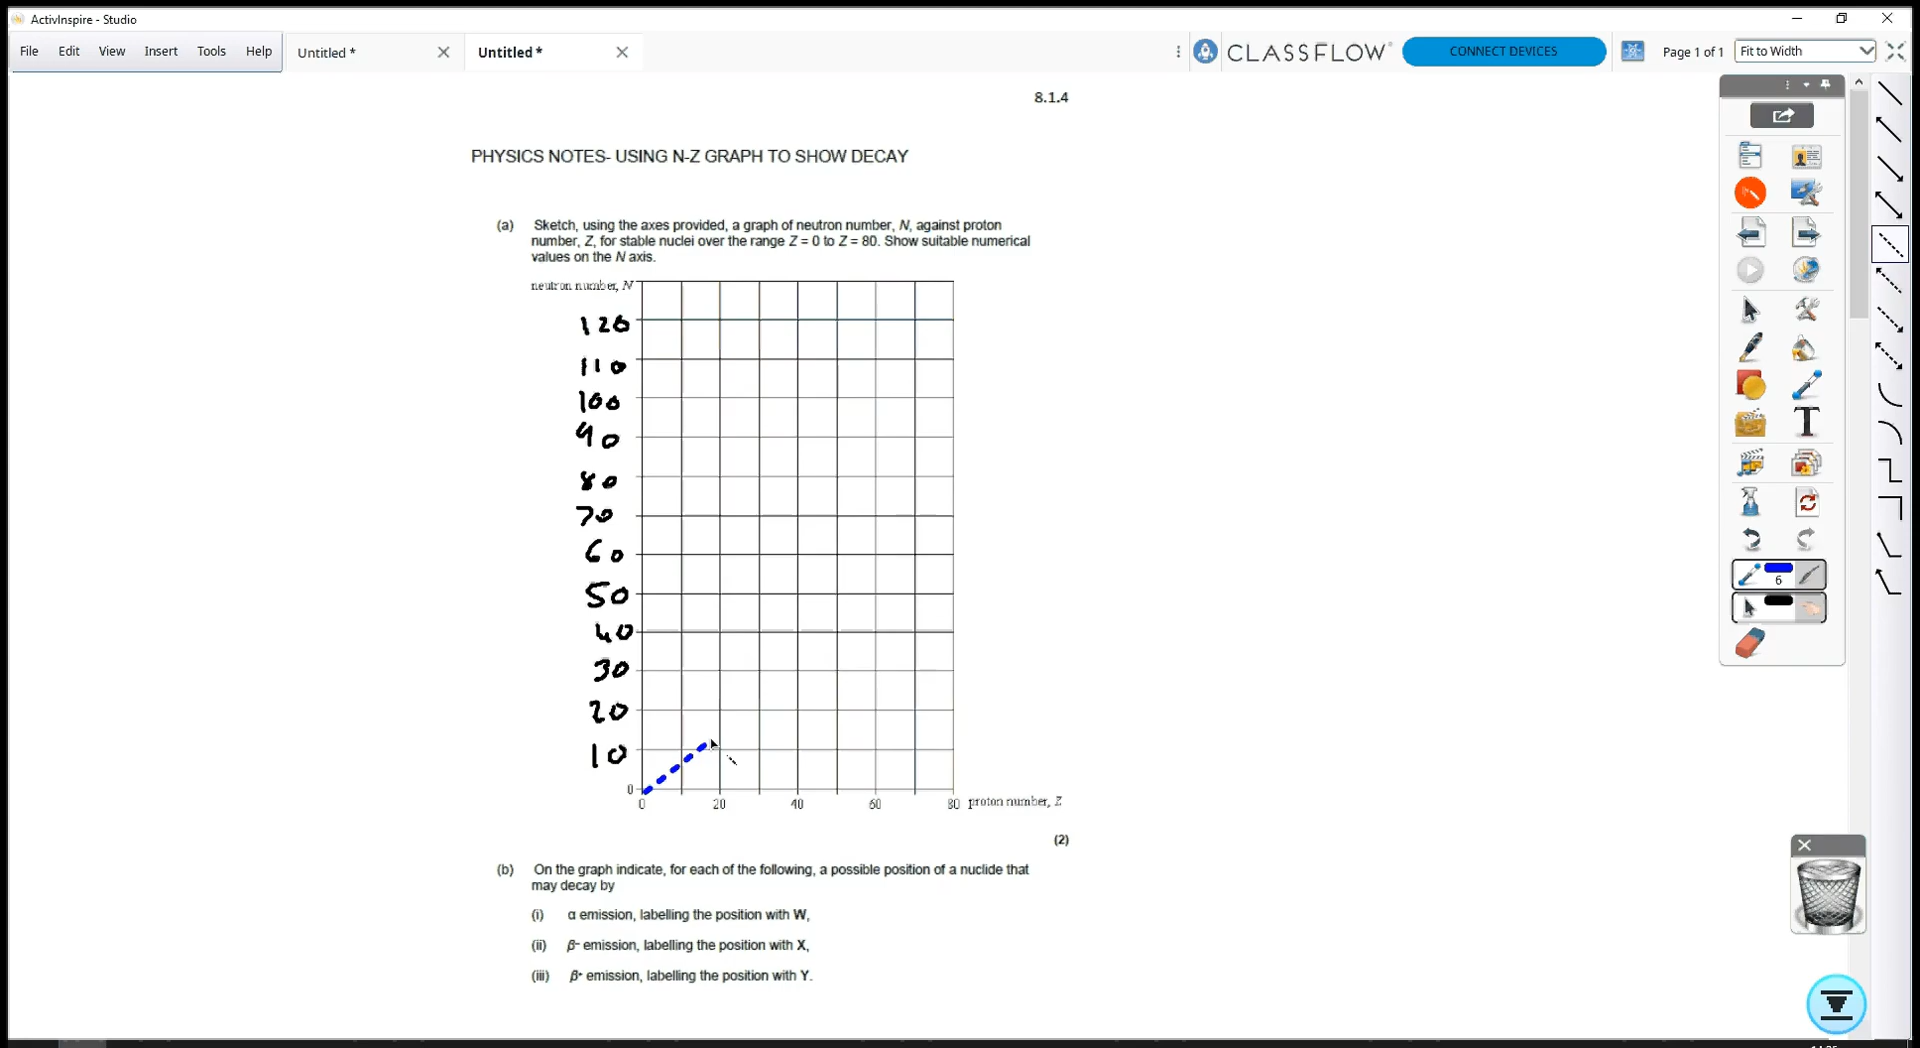 ActivInspire - Studio
File Edit View Insert Tools Help
Untitled *
Untitled *
CLASSFLOW
CONNECT DEVICES
Page 1 of 1
Fit to Width
8.1.4
PHYSICS NOTES- USING N-Z GRAPH TO SHOW DECAY
(a) Sketch, using the axes provided, a graph of neutron number, N, against proton
number, Z, for stable nuclei over the range Z = 0 to Z = 80. Show suitable numerical
values on the N axis.
neutron number, N
120
110
100
90
80
70
60
50
40
30
20
10
0
0 20 40 60 80 proton number, Z
(2)
(b) On the graph indicate, for each of the following, a possible position of a nuclide that
may decay by
(i) α emission, labelling the position with W,
(ii) β⁻ emission, labelling the position with X,
(iii) β⁺ emission, labelling the position with Y.
T
6